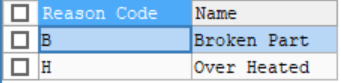 Reason Code Name
B Broken Part
H Over Heated